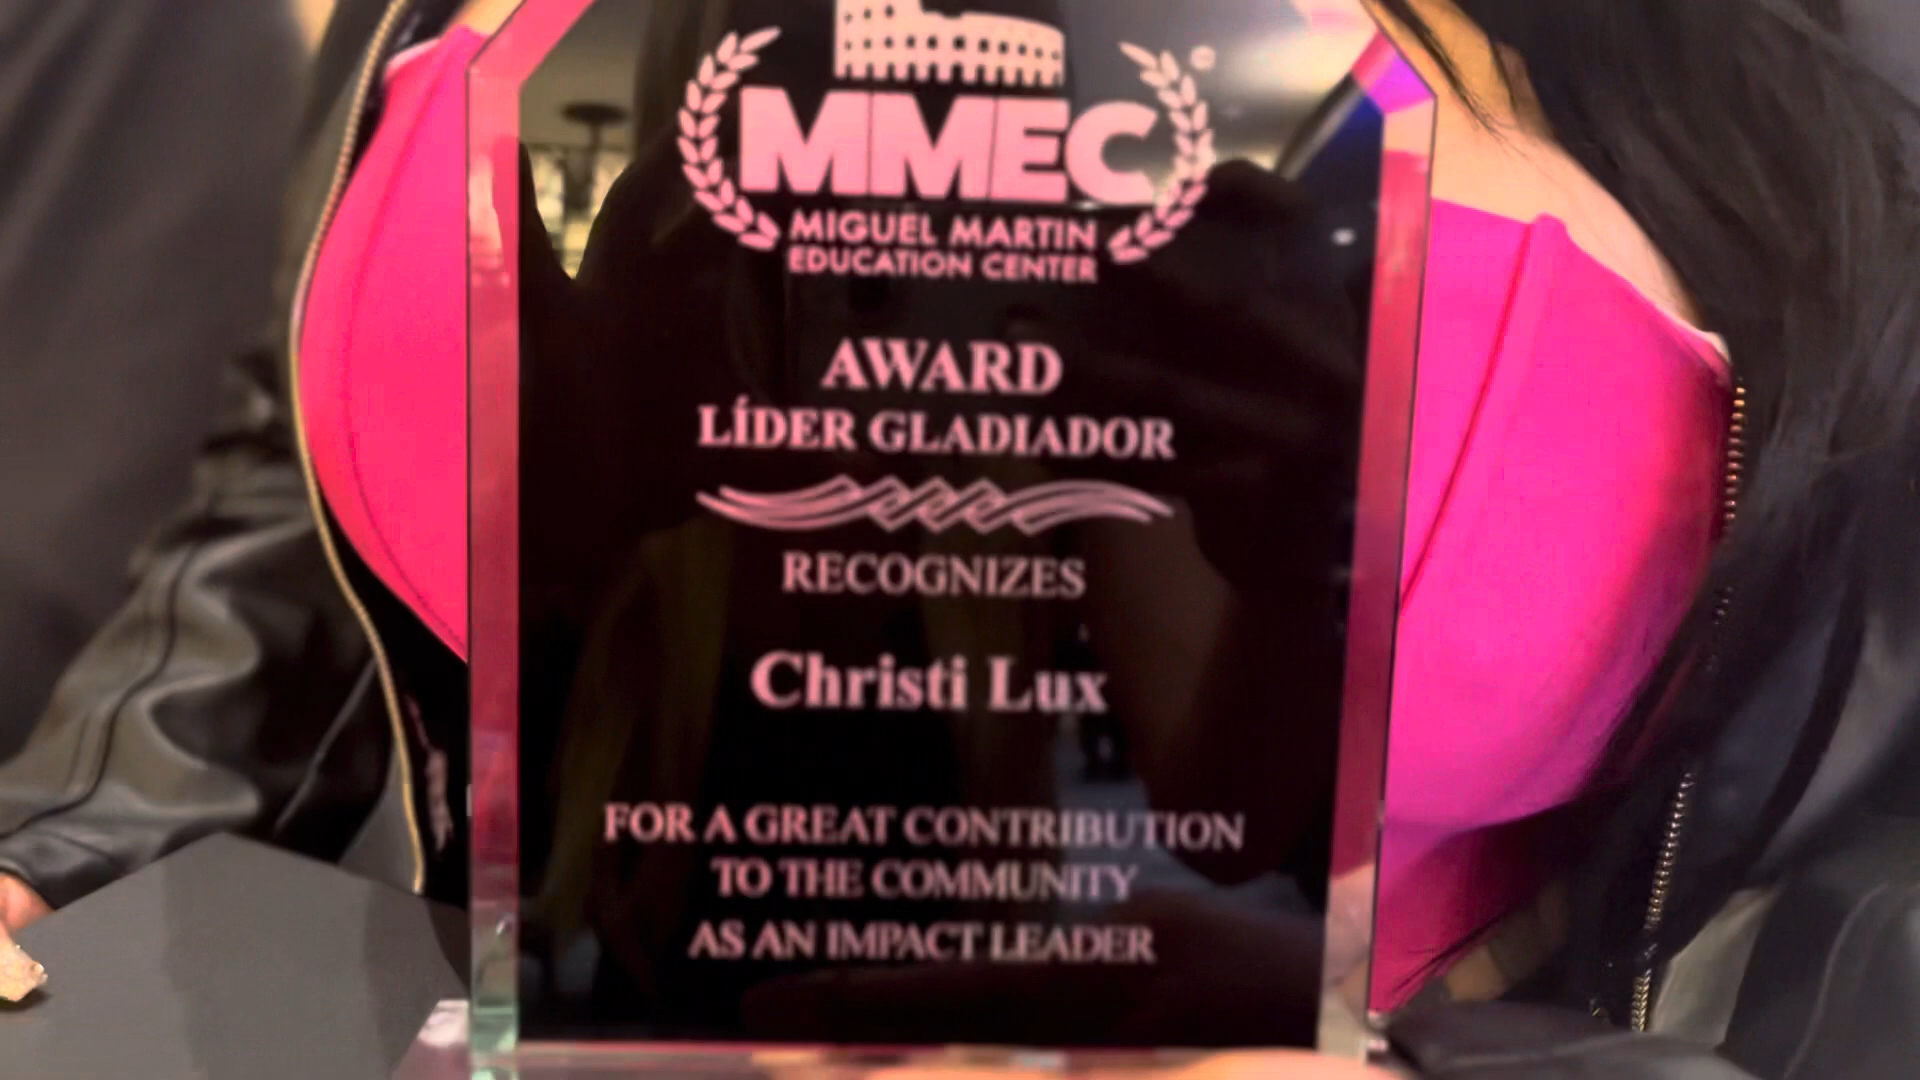 MMEC
MIGUEL MARTIN
EDUCATION CENTER
AWARD
LÍDER GLADIADOR
RECOGNIZES
Christi Lux
FOR A GREAT CONTRIBUTION
TO THE COMMUNITY
AS AN IMPACT LEADER